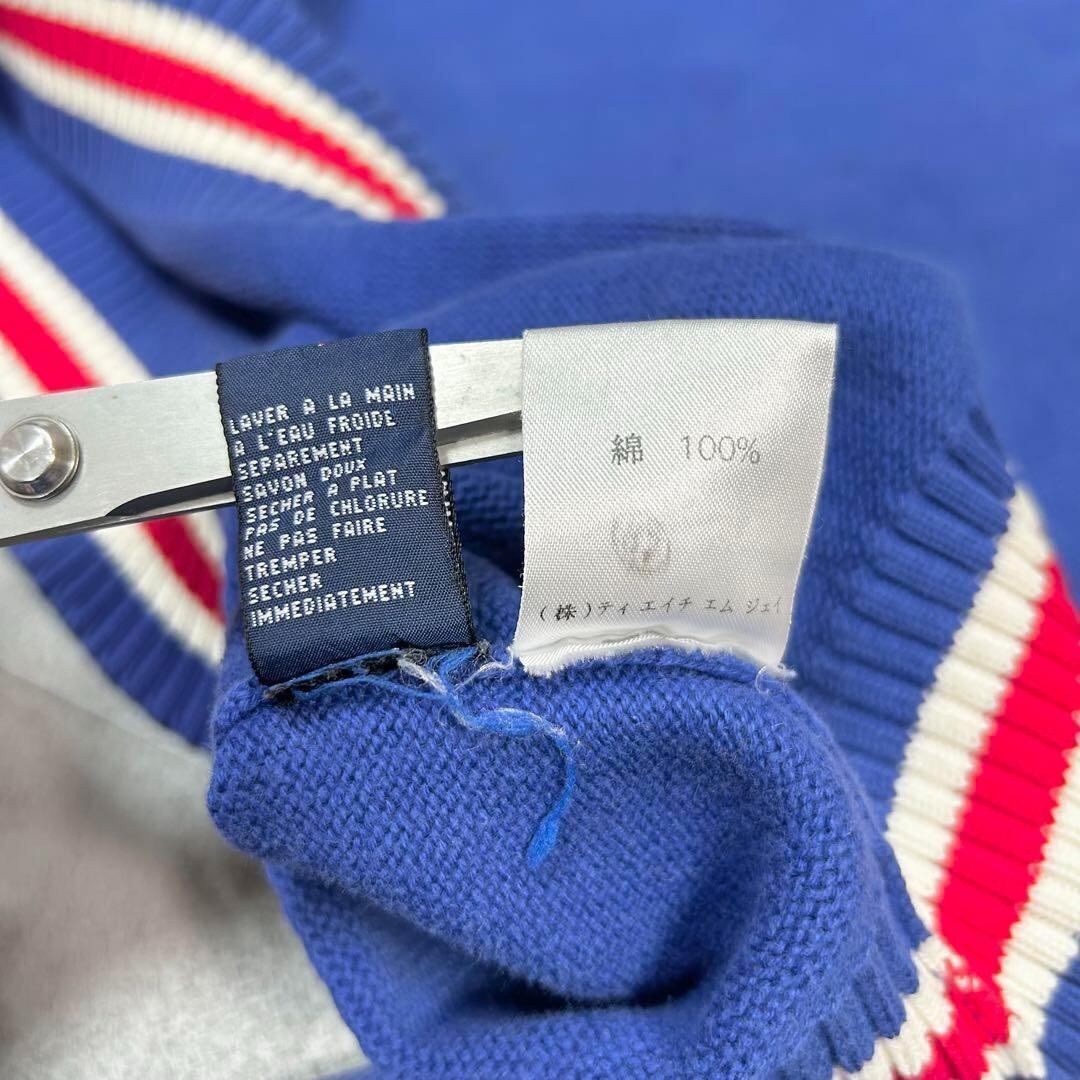 LAVER A LA MAIN
A L'EAU FROIDE
SEPAREMENT
SAVON DOUX
SECHER A PLAT
PAS DE CHLORURE
NE PAS FAIRE
TREMPER
SECHER
IMMEDIATEMENT
綿 100%
(株)ティ エイチ エム ジェイ